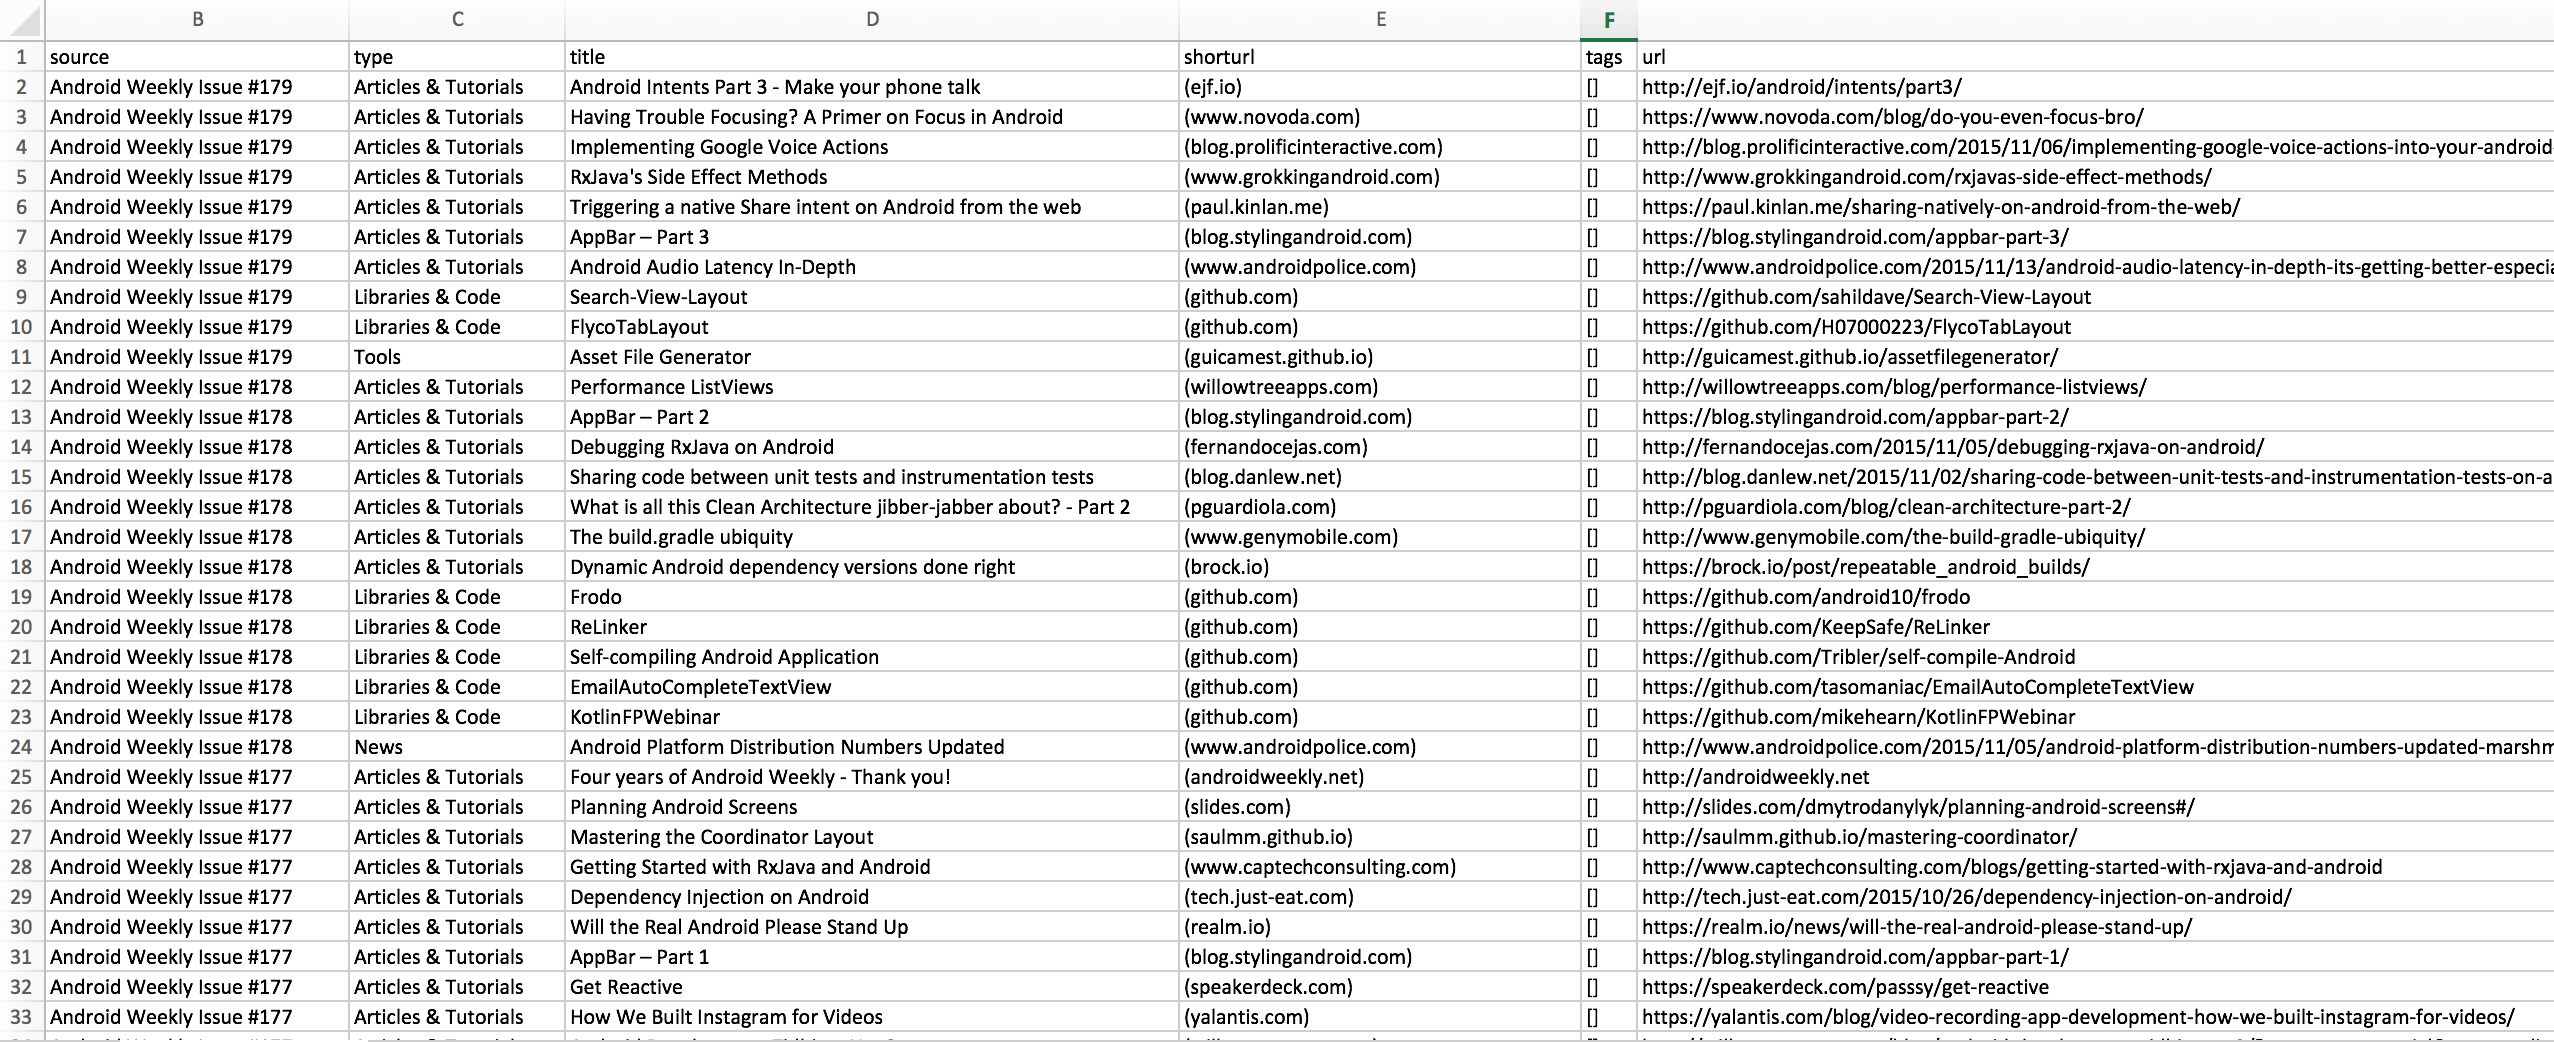 B C D E F
1 source type title shorturl tags url
2 Android Weekly Issue #179 Articles & Tutorials Android Intents Part 3 - Make your phone talk (ejf.io) [] http://ejf.io/android/intents/part3/
3 Android Weekly Issue #179 Articles & Tutorials Having Trouble Focusing? A Primer on Focus in Android (www.novoda.com) [] https://www.novoda.com/blog/do-you-even-focus-bro/
4 Android Weekly Issue #179 Articles & Tutorials Implementing Google Voice Actions (blog.prolificinteractive.com) [] http://blog.prolificinteractive.com/2015/11/06/implementing-google-voice-actions-into-your-android-
5 Android Weekly Issue #179 Articles & Tutorials RxJava's Side Effect Methods (www.grokkingandroid.com) [] http://www.grokkingandroid.com/rxjavas-side-effect-methods/
6 Android Weekly Issue #179 Articles & Tutorials Triggering a native Share intent on Android from the web (paul.kinlan.me) [] https://paul.kinlan.me/sharing-natively-on-android-from-the-web/
7 Android Weekly Issue #179 Articles & Tutorials AppBar – Part 3 (blog.stylingandroid.com) [] https://blog.stylingandroid.com/appbar-part-3/
8 Android Weekly Issue #179 Articles & Tutorials Android Audio Latency In-Depth (www.androidpolice.com) [] http://www.androidpolice.com/2015/11/13/android-audio-latency-in-depth-its-getting-better-especia
9 Android Weekly Issue #179 Libraries & Code Search-View-Layout (github.com) [] https://github.com/sahildave/Search-View-Layout
10 Android Weekly Issue #179 Libraries & Code FlycoTabLayout (github.com) [] https://github.com/H07000223/FlycoTabLayout
11 Android Weekly Issue #179 Tools Asset File Generator (guicamest.github.io) [] http://guicamest.github.io/assetfilegenerator/
12 Android Weekly Issue #178 Articles & Tutorials Performance ListViews (willowtreeapps.com) [] http://willowtreeapps.com/blog/performance-listviews/
13 Android Weekly Issue #178 Articles & Tutorials AppBar – Part 2 (blog.stylingandroid.com) [] https://blog.stylingandroid.com/appbar-part-2/
14 Android Weekly Issue #178 Articles & Tutorials Debugging RxJava on Android (fernandocejas.com) [] http://fernandocejas.com/2015/11/05/debugging-rxjava-on-android/
15 Android Weekly Issue #178 Articles & Tutorials Sharing code between unit tests and instrumentation tests (blog.danlew.net) [] http://blog.danlew.net/2015/11/02/sharing-code-between-unit-tests-and-instrumentation-tests-on-a
16 Android Weekly Issue #178 Articles & Tutorials What is all this Clean Architecture jibber-jabber about? - Part 2 (pguardiola.com) [] http://pguardiola.com/blog/clean-architecture-part-2/
17 Android Weekly Issue #178 Articles & Tutorials The build.gradle ubiquity (www.genymobile.com) [] http://www.genymobile.com/the-build-gradle-ubiquity/
18 Android Weekly Issue #178 Articles & Tutorials Dynamic Android dependency versions done right (brock.io) [] https://brock.io/post/repeatable_android_builds/
19 Android Weekly Issue #178 Libraries & Code Frodo (github.com) [] https://github.com/android10/frodo
20 Android Weekly Issue #178 Libraries & Code ReLinker (github.com) [] https://github.com/KeepSafe/ReLinker
21 Android Weekly Issue #178 Libraries & Code Self-compiling Android Application (github.com) [] https://github.com/Tribler/self-compile-Android
22 Android Weekly Issue #178 Libraries & Code EmailAutoCompleteTextView (github.com) [] https://github.com/tasomaniac/EmailAutoCompleteTextView
23 Android Weekly Issue #178 Libraries & Code KotlinFPWebinar (github.com) [] https://github.com/mikehearn/KotlinFPWebinar
24 Android Weekly Issue #178 News Android Platform Distribution Numbers Updated (www.androidpolice.com) [] http://www.androidpolice.com/2015/11/05/android-platform-distribution-numbers-updated-marshm
25 Android Weekly Issue #177 Articles & Tutorials Four years of Android Weekly - Thank you! (androidweekly.net) [] http://androidweekly.net
26 Android Weekly Issue #177 Articles & Tutorials Planning Android Screens (slides.com) [] http://slides.com/dmytrodanylyk/planning-android-screens#/
27 Android Weekly Issue #177 Articles & Tutorials Mastering the Coordinator Layout (saulmm.github.io) [] http://saulmm.github.io/mastering-coordinator/
28 Android Weekly Issue #177 Articles & Tutorials Getting Started with RxJava and Android (www.captechconsulting.com) [] http://www.captechconsulting.com/blogs/getting-started-with-rxjava-and-android
29 Android Weekly Issue #177 Articles & Tutorials Dependency Injection on Android (tech.just-eat.com) [] http://tech.just-eat.com/2015/10/26/dependency-injection-on-android/
30 Android Weekly Issue #177 Articles & Tutorials Will the Real Android Please Stand Up (realm.io) [] https://realm.io/news/will-the-real-android-please-stand-up/
31 Android Weekly Issue #177 Articles & Tutorials AppBar – Part 1 (blog.stylingandroid.com) [] https://blog.stylingandroid.com/appbar-part-1/
32 Android Weekly Issue #177 Articles & Tutorials Get Reactive (speakerdeck.com) [] https://speakerdeck.com/passsy/get-reactive
33 Android Weekly Issue #177 Articles & Tutorials How We Built Instagram for Videos (yalantis.com) [] https://yalantis.com/blog/video-recording-app-development-how-we-built-instagram-for-videos/